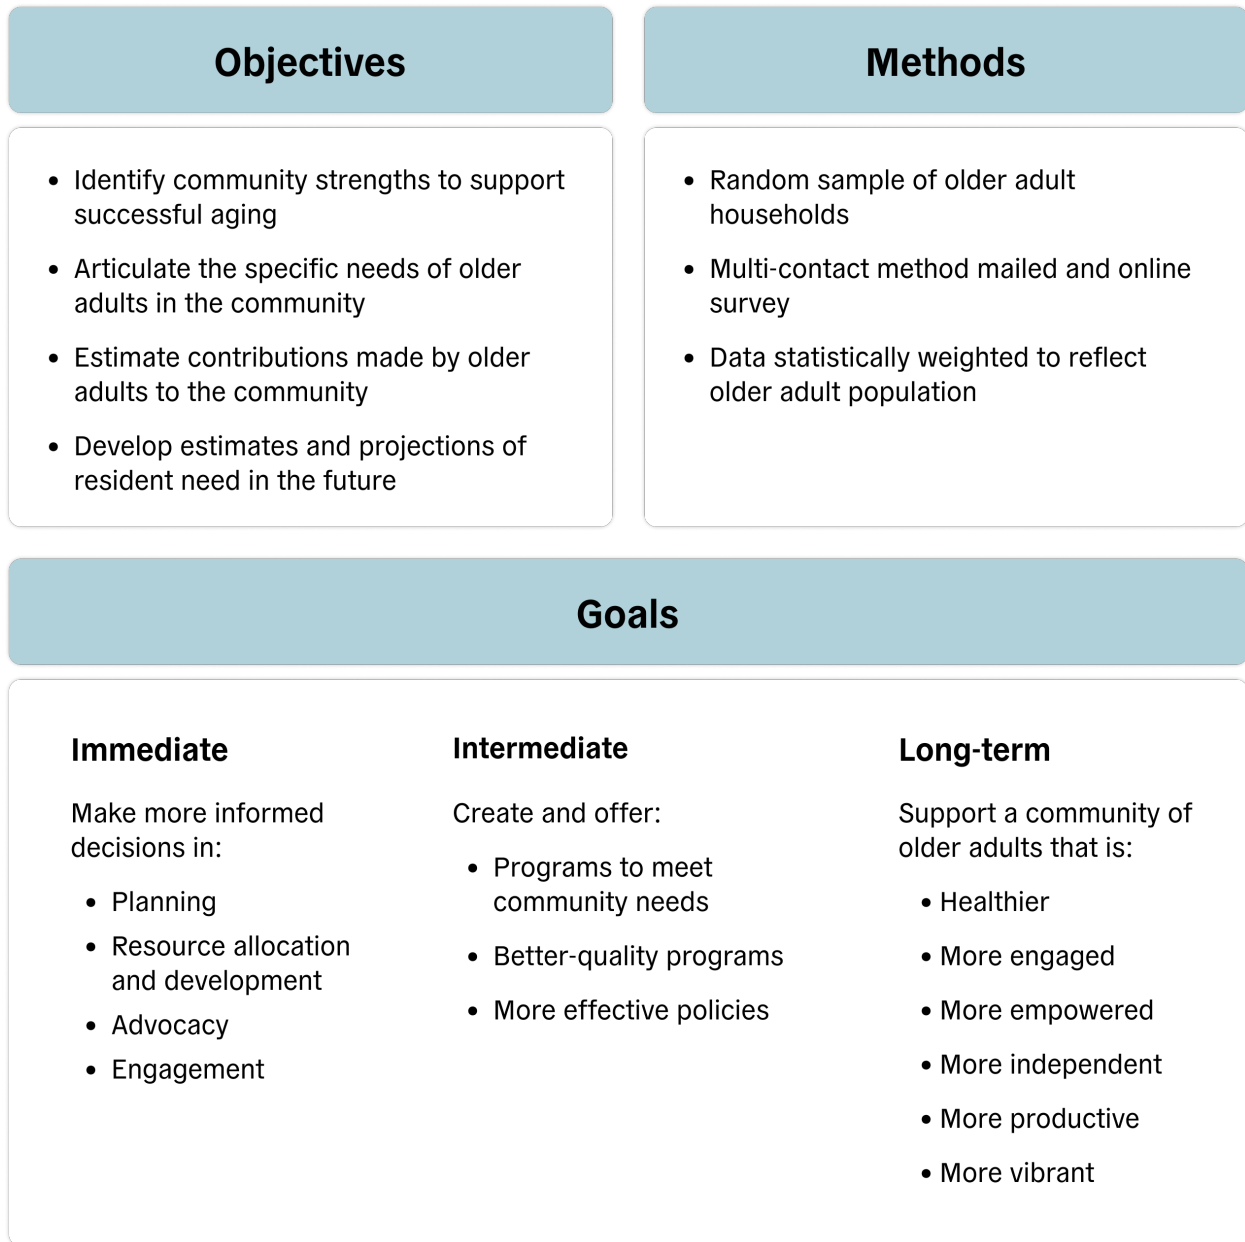 Objectives
• Identify community strengths to support
successful aging
• Articulate the specific needs of older
adults in the community
• Estimate contributions made by older
adults to the community
• Develop estimates and projections of
resident need in the future
Methods
• Random sample of older adult
households
• Multi-contact method mailed and online
survey
• Data statistically weighted to reflect
older adult population
Goals
Immediate
Make more informed
decisions in:
• Planning
• Resource allocation
and development
• Advocacy
• Engagement
Intermediate
Create and offer:
• Programs to meet
community needs
• Better-quality programs
• More effective policies
Long-term
Support a community of
older adults that is:
• Healthier
• More engaged
• More empowered
• More independent
• More productive
• More vibrant